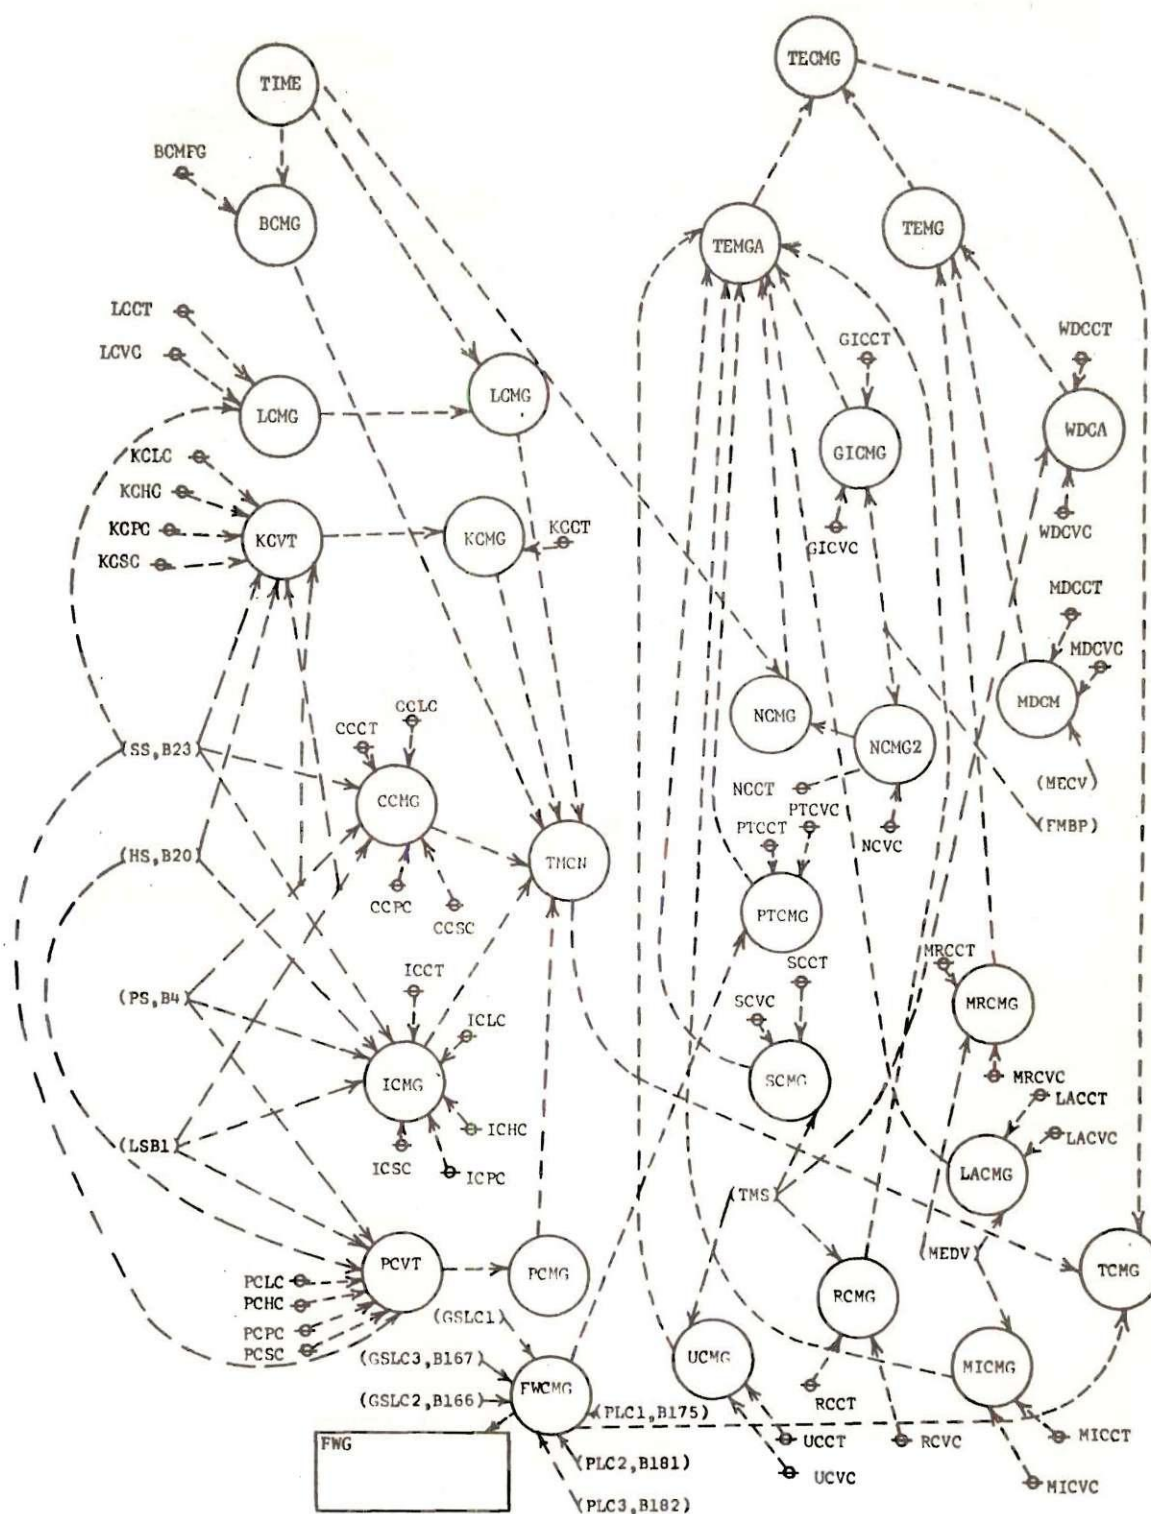 TECMG
TIME
BCMFG
BCMG
TEMGA
TEMG
LCCT
LCVC
GICCT
WDCCT
LCMG
LCMG
GICMG
WDCA
KCLC
KCHC
KCPC
KCSC
KCVT
KCMG
KCCT
GICVC
WDCVC
MDCCT
MDCVC
MDCM
NCMG
NCMG2
(SS,B23)
CCCT
CCLC
CCMG
(MECV)
NCCT
PTCVC
PTCCT
NCVC
(FMBP)
(HS,B20)
TMCN
CCPC
CCSC
PTCMG
MRCCT
SCCT
ICCT
(PS,B4)
SCVC
MRCMG
ICLC
ICMG
SCMG
MRCVC
LACCT
LACVC
ICHC
(LSB1)
ICSC
ICPC
LACMG
(TMS)
(MEDV)
PCVT
PCMG
TCMG
PCLC
PCHC
PCPC
PCSC
RCMG
(GSLC1)
(GSLC3,B167)
UCMG
MICMG
(GSLC2,B166)
FWCMG
(PLC1,B175)
RCCT
FWG
UCCT
RCVC
MICCT
(PLC2,B181)
UCVC
MICVC
(PLC3,B182)